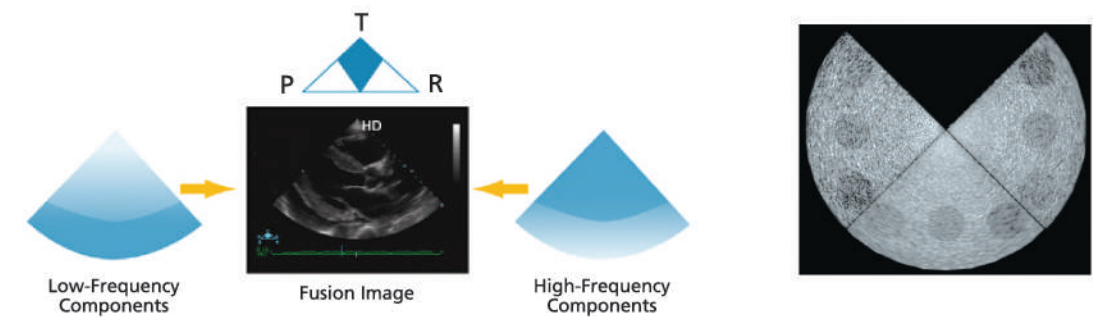 T
P
R
HD
Low-Frequency
Components
Fusion Image
High-Frequency
Components